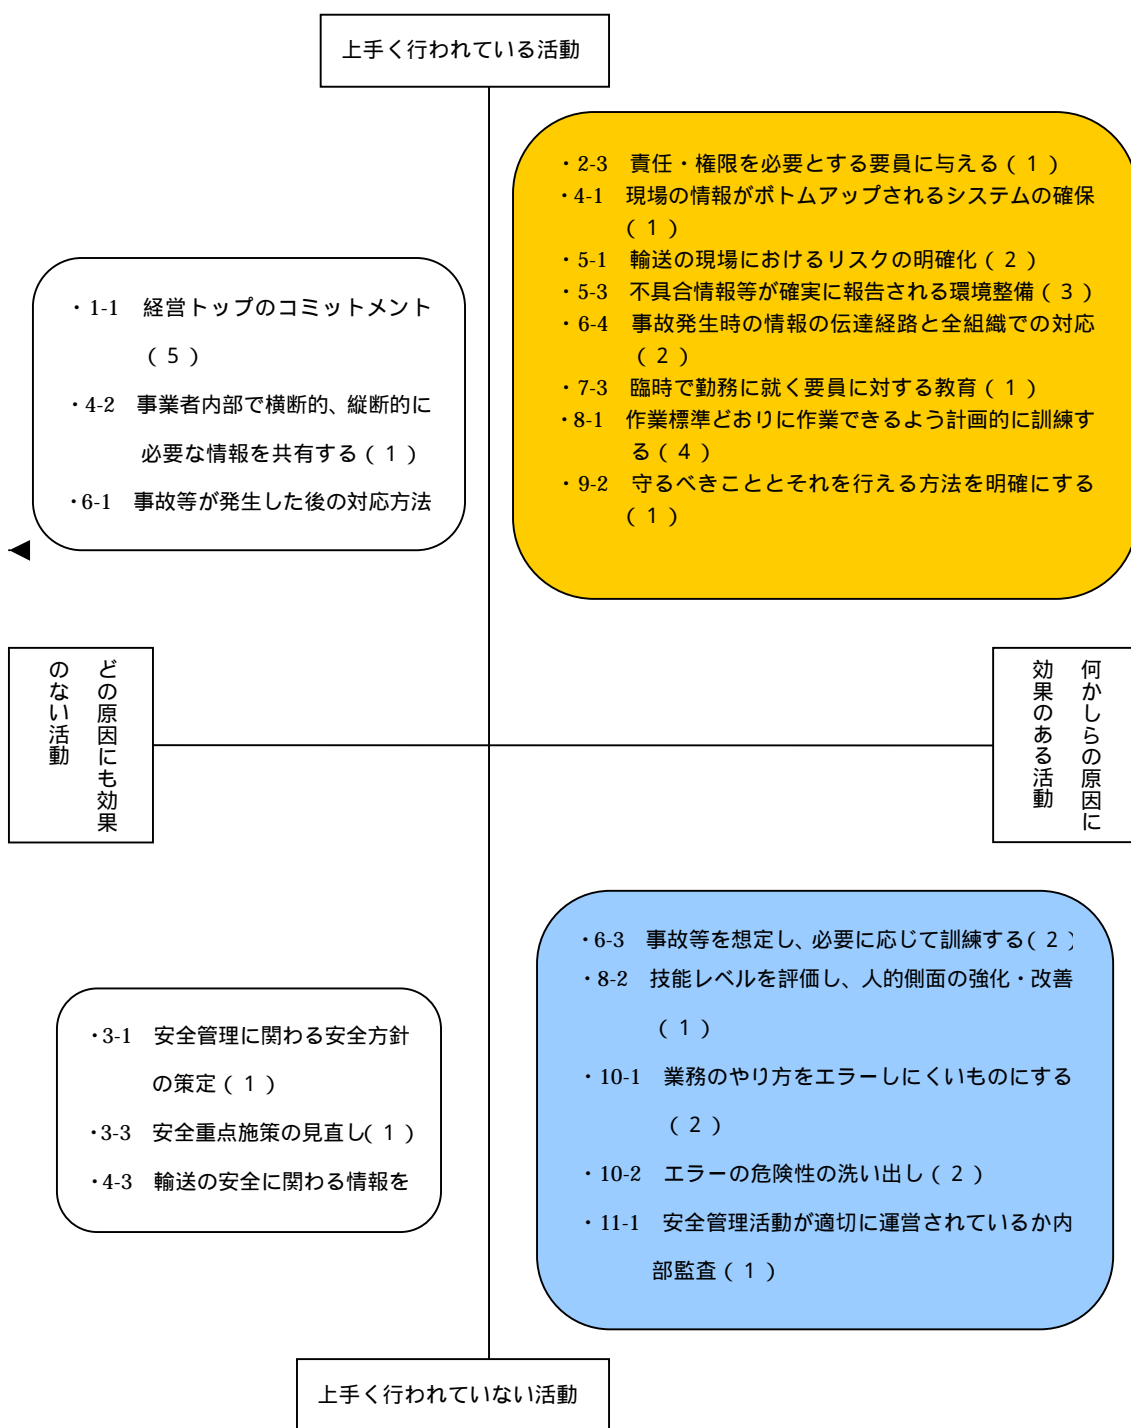 上手く行われている活動
・2-3 責任・権限を必要とする要員に与える(1)
・4-1 現場の情報がボトムアップされるシステムの確保
(1)
・5-1 輸送の現場におけるリスクの明確化(2)
・5-3 不具合情報等が確実に報告される環境整備(3)
・6-4 事故発生時の情報の伝達経路と全組織での対応
(2)
・7-3 臨時で勤務に就く要員に対する教育(1)
・8-1 作業標準どおりに作業できるよう計画的に訓練す
る(4)
・9-2 守るべきこととそれを行える方法を明確にする
(1)
・1-1 経営トップのコミットメント
(5)
・4-2 事業者内部で横断的、縦断的に
必要な情報を共有する(1)
・6-1 事故等が発生した後の対応方法
どの原因にも効果
のない活動
何かしらの原因に
効果のある活動
・6-3 事故等を想定し、必要に応じて訓練する(2)
・8-2 技能レベルを評価し、人的側面の強化・改善
(1)
・10-1 業務のやり方をエラーしにくいものにする
(2)
・10-2 エラーの危険性の洗い出し(2)
・11-1 安全管理活動が適切に運営されているか内
部監査(1)
・3-1 安全管理に関わる安全方針
の策定(1)
・3-3 安全重点施策の見直し(1)
・4-3 輸送の安全に関わる情報を
上手く行われていない活動